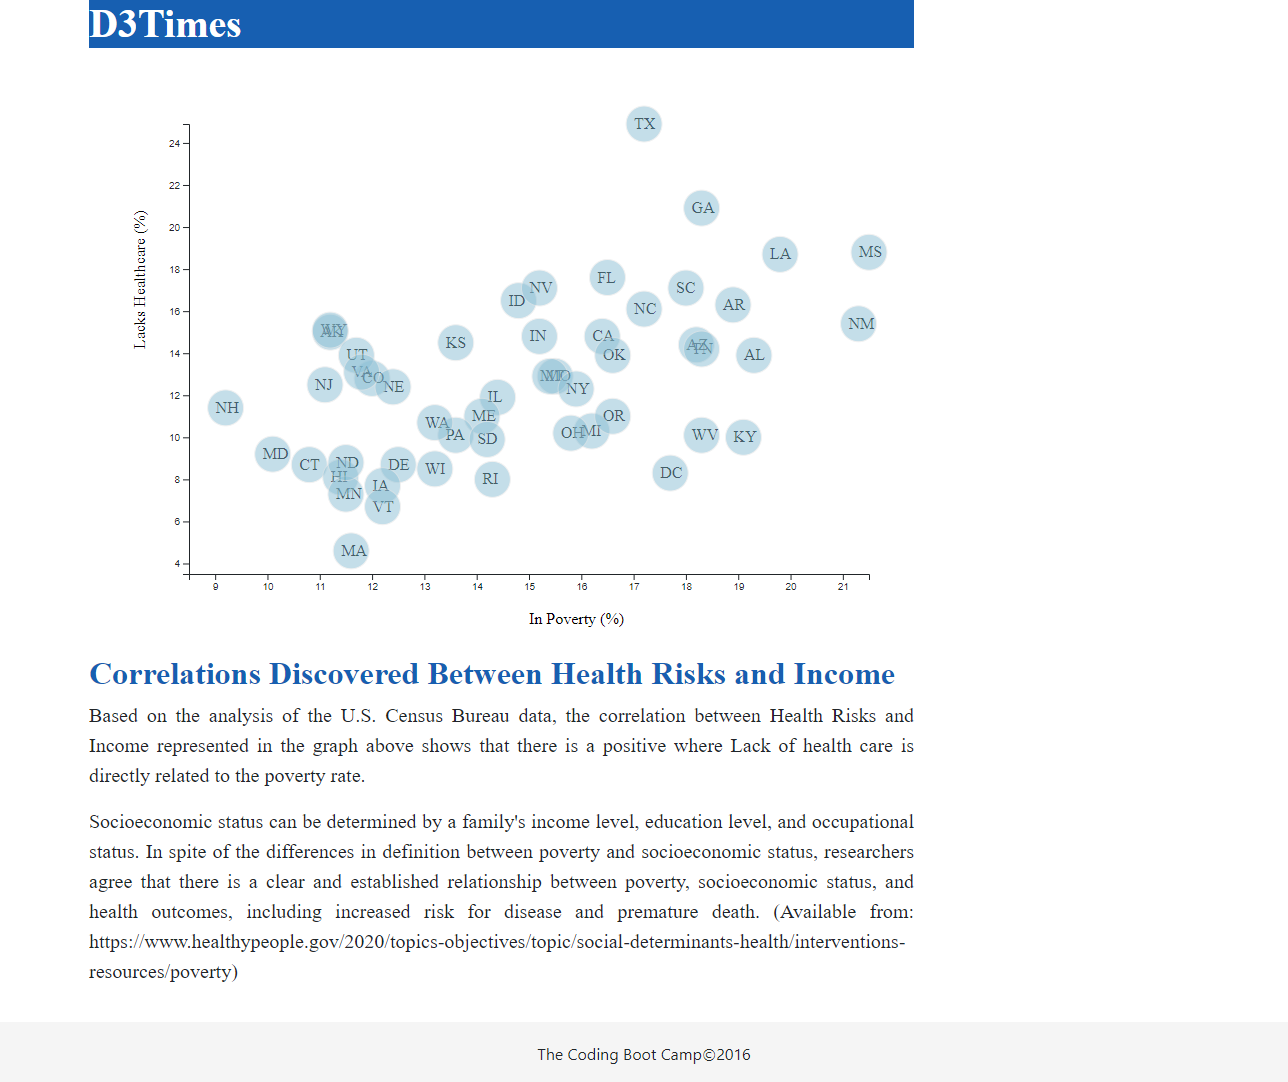 D3Times
TX
24
22
GA
20
Lacks Healthcare (%)
LA
MS
18
FL
NV
SC
ID
AR
NC
16
NM
WY
AK
IN
CA
KS
AZ
TN
14
UT
OK
AL
VA
CO
MO
NJ
NE
NY
12
IL
NH
ME
OR
WA
PA
SD
OH
MI
WV
KY
10
MD
CT
ND
DE
WI
DC
8
HI
RI
IA
MN
VT
6
MA
4
9 10 11 12 13 14 15 16 17 18 19 20 21
In Poverty (%)
Correlations Discovered Between Health Risks and Income
Based on the analysis of the U.S. Census Bureau data, the correlation between Health Risks and
Income represented in the graph above shows that there is a positive where Lack of health care is
directly related to the poverty rate.
Socioeconomic status can be determined by a family's income level, education level, and occupational
status. In spite of the differences in definition between poverty and socioeconomic status, researchers
agree that there is a clear and established relationship between poverty, socioeconomic status, and
health outcomes, including increased risk for disease and premature death. (Available from:
https://www.healthypeople.gov/2020/topics-objectives/topic/social-determinants-health/interventions-
resources/poverty)
The Coding Boot Camp©2016